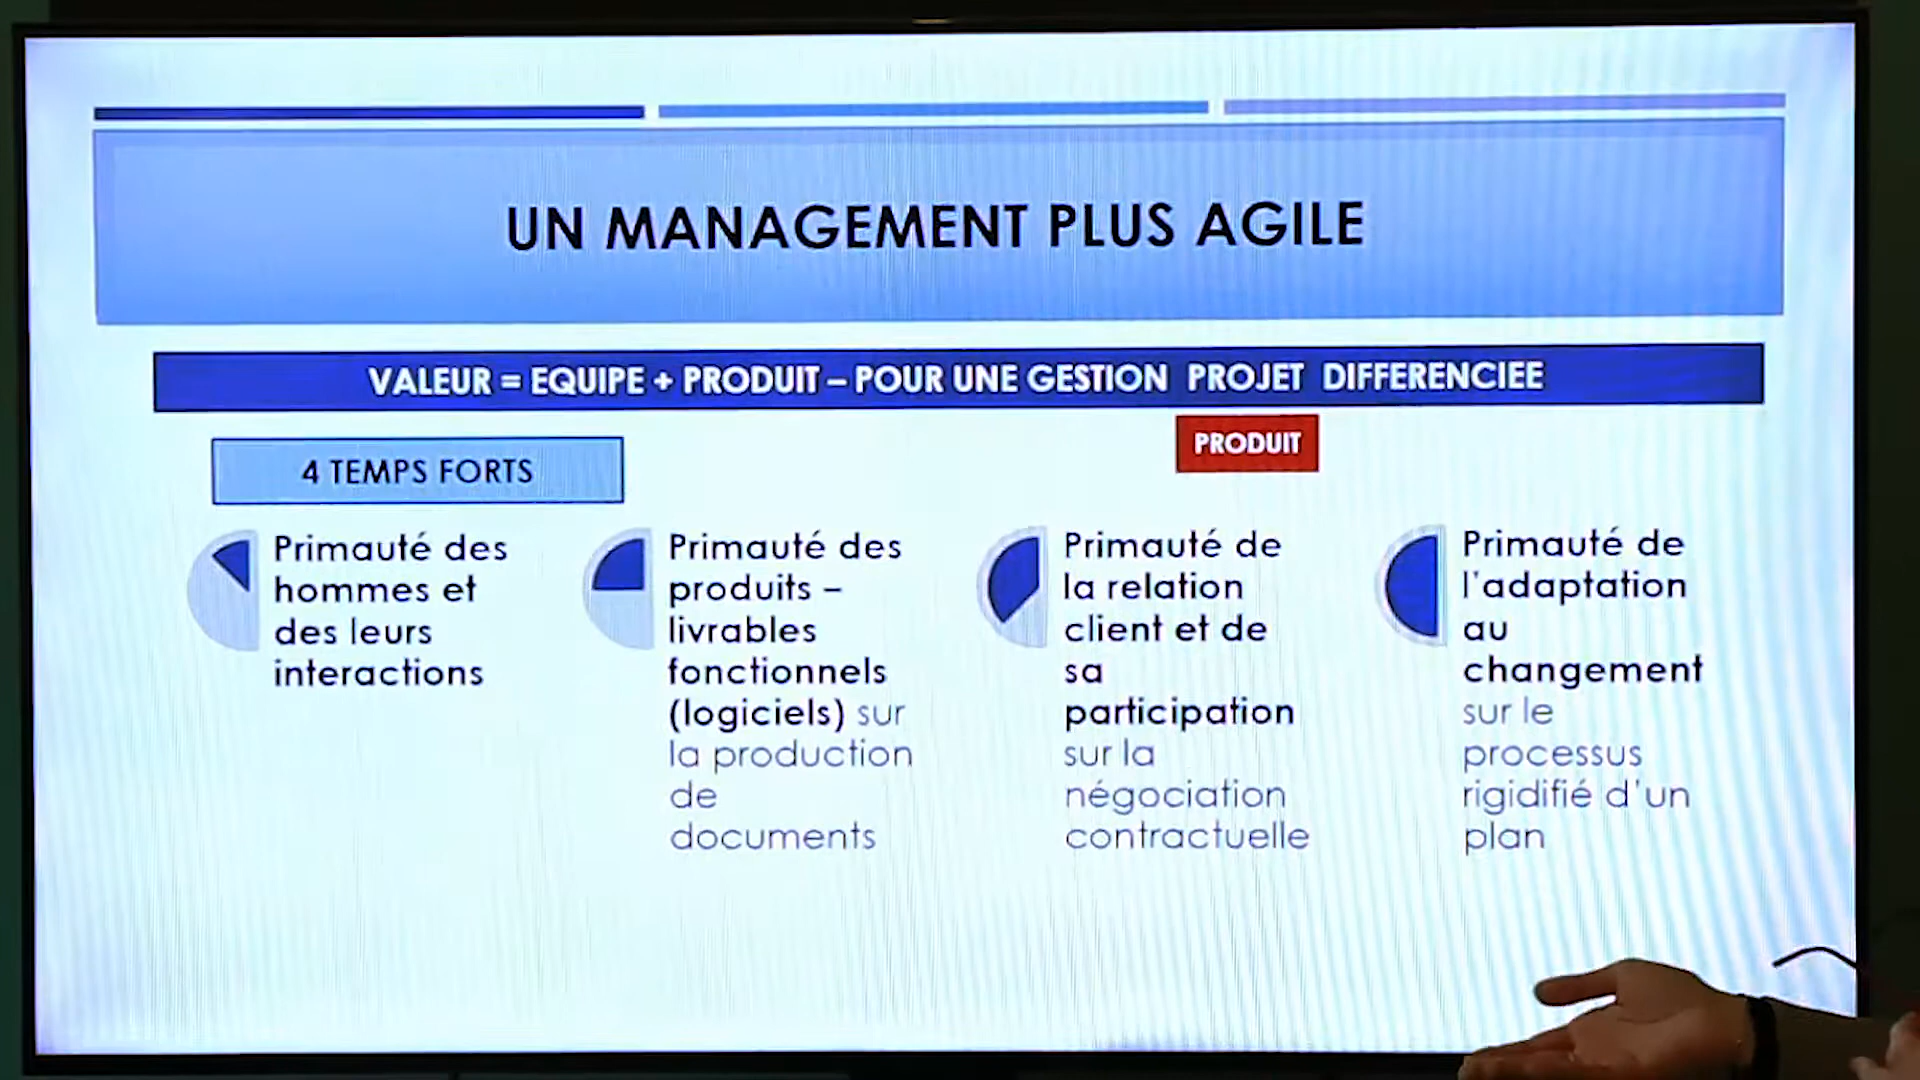 UN MANAGEMENT PLUS AGILE
VALEUR = EQUIPE + PRODUIT – POUR UNE GESTION PROJET DIFFERENCIEE
4 TEMPS FORTS
PRODUIT
Primauté des
hommes et
des leurs
interactions
Primauté des
produits –
livrables
fonctionnels
(logiciels) sur
la production
de
documents
Primauté de
la relation
client et de
sa
participation
sur la
négociation
contractuelle
Primauté de
l'adaptation
au
changement
sur le
processus
rigidifié d'un
plan